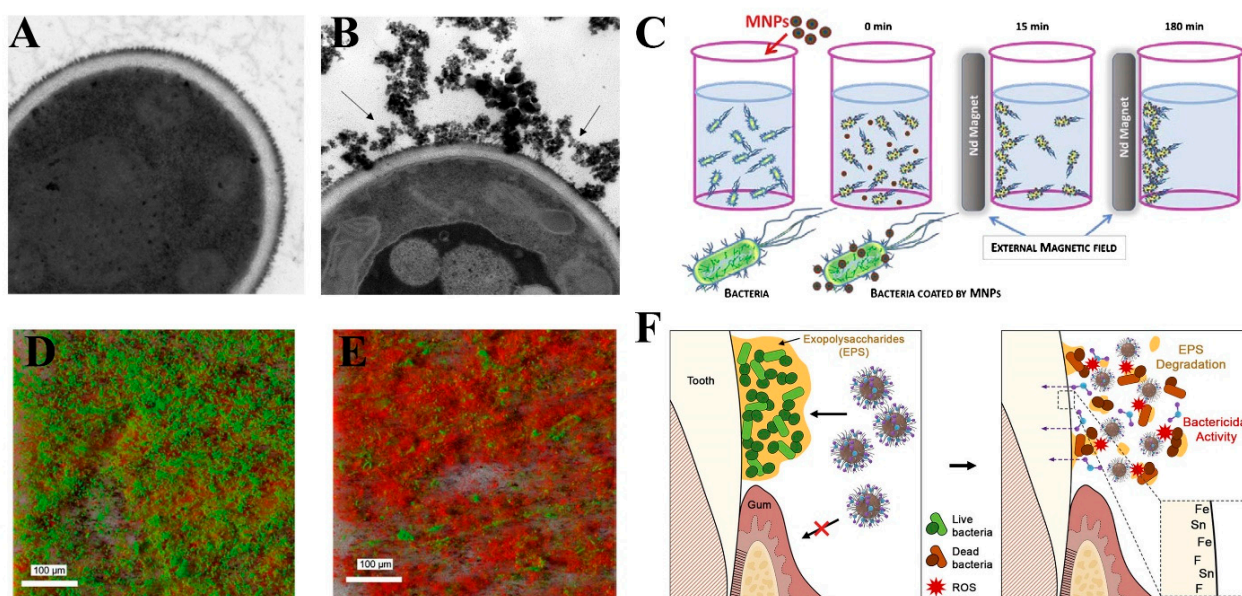 A
B
C
MNPs
0 min
15 min
180 min
Nd Magnet
Nd Magnet
EXTERNAL MAGNETIC FIELD
BACTERIA
BACTERIA COATED BY MNPS
D
100 µm
E
100 µm
F
Exopolysaccharides
(EPS)
Tooth
Gum
Live
bacteria
Dead
bacteria
ROS
EPS
Degradation
Bactericidal
Activity
Fe
Sn
Fe
F
Sn
F